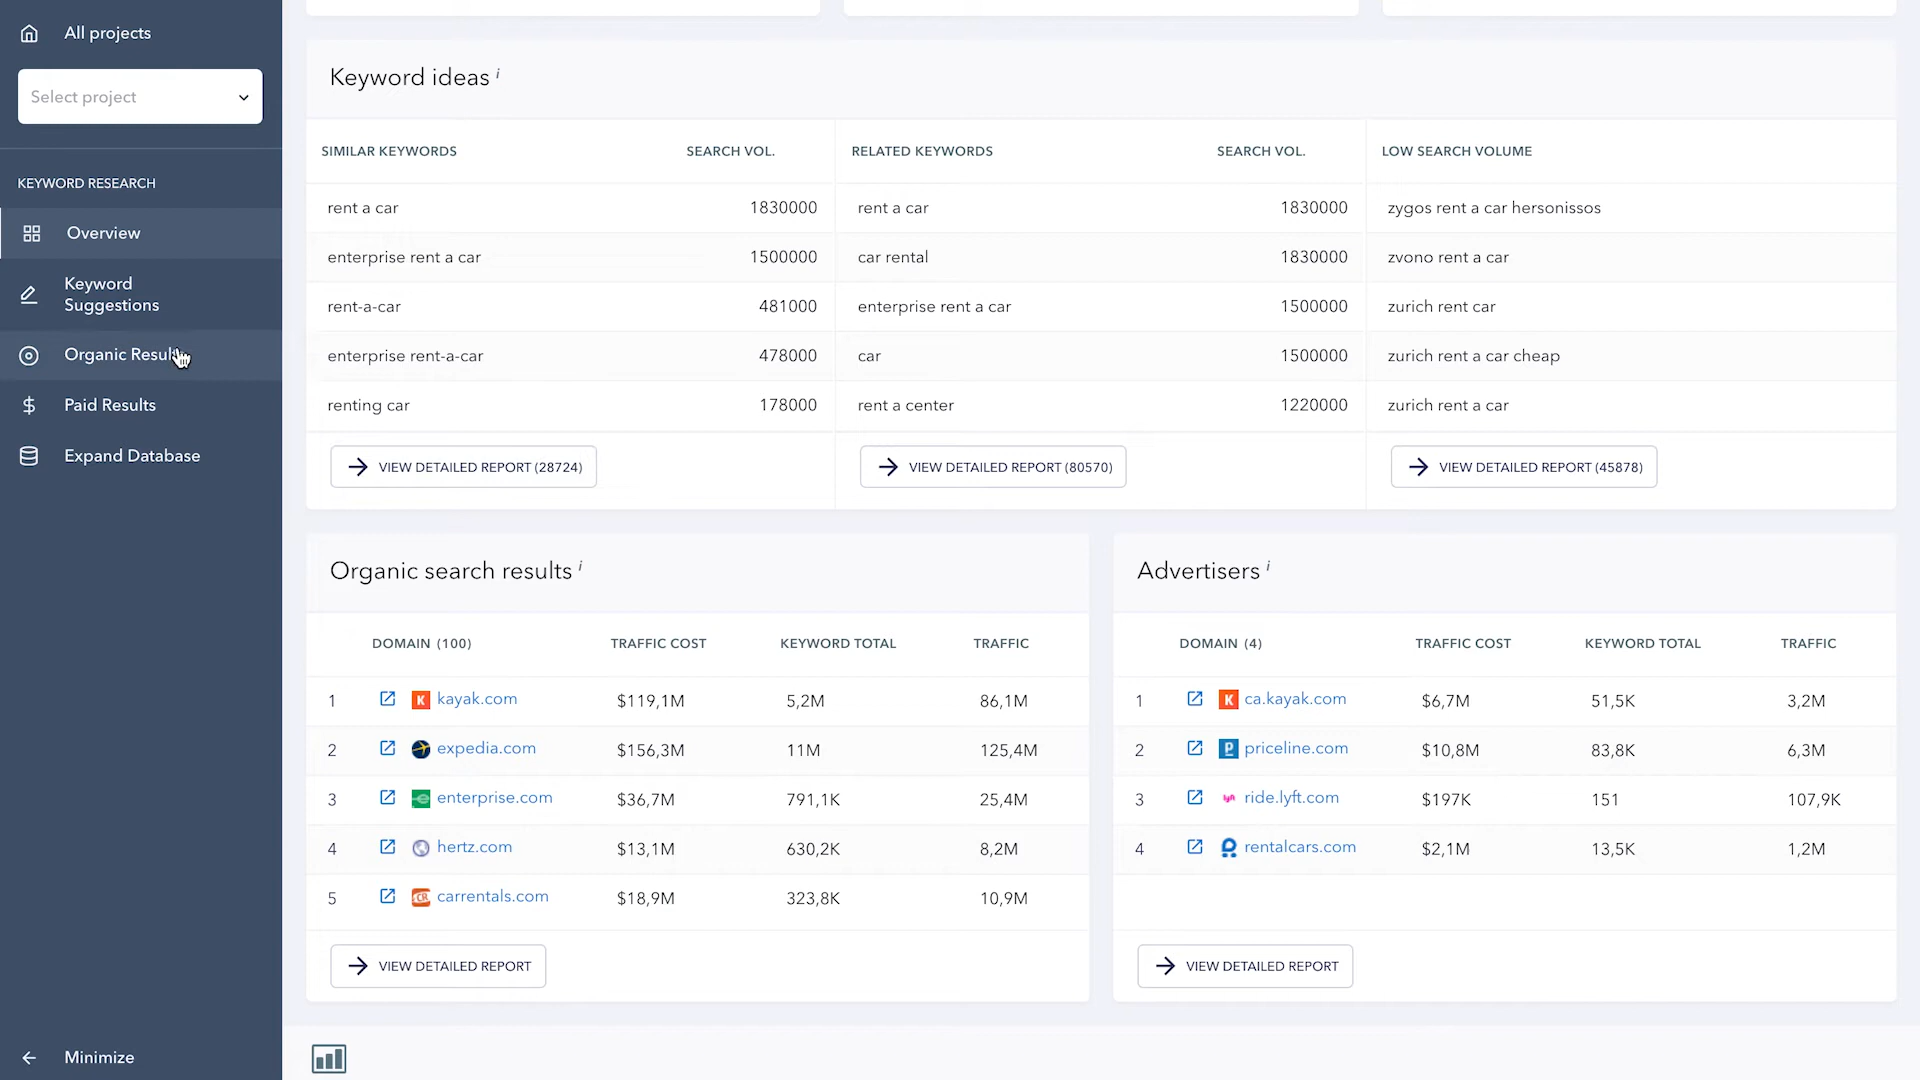 All projects
Select project
KEYWORD RESEARCH
Overview
Keyword
Suggestions
Organic Results
Paid Results
Expand Database
Minimize
Keyword ideas i
SIMILAR KEYWORDS SEARCH VOL. RELATED KEYWORDS SEARCH VOL. LOW SEARCH VOLUME
rent a car 1830000 rent a car 1830000 zygos rent a car hersonissos
enterprise rent a car 1500000 car rental 1830000 zvono rent a car
rent-a-car 481000 enterprise rent a car 1500000 zurich rent car
enterprise rent-a-car 478000 car 1500000 zurich rent a car cheap
renting car 178000 rent a center 1220000 zurich rent a car
VIEW DETAILED REPORT (28724) VIEW DETAILED REPORT (80570) VIEW DETAILED REPORT (45878)
Organic search results i
DOMAIN (100) TRAFFIC COST KEYWORD TOTAL TRAFFIC
1 K kayak.com $119,1M 5,2M 86,1M
2 expedia.com $156,3M 11M 125,4M
3 e enterprise.com $36,7M 791,1K 25,4M
4 hertz.com $13,1M 630,2K 8,2M
5 CR carrentals.com $18,9M 323,8K 10,9M
VIEW DETAILED REPORT
Advertisers i
DOMAIN (4) TRAFFIC COST KEYWORD TOTAL TRAFFIC
1 K ca.kayak.com $6,7M 51,5K 3,2M
2 P priceline.com $10,8M 83,8K 6,3M
3 lyft ride.lyft.com $197K 151 107,9K
4 rentalcars.com $2,1M 13,5K 1,2M
VIEW DETAILED REPORT